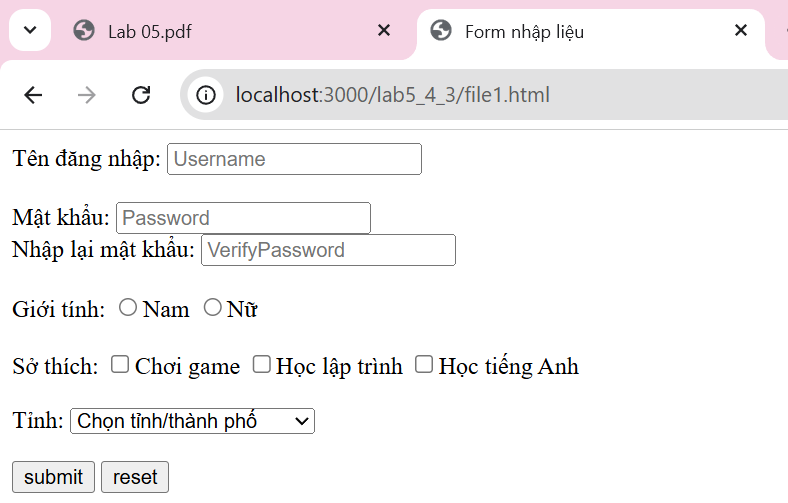 Lab 05.pdf Form nhập liệu
localhost:3000/lab5_4_3/file1.html
Tên đăng nhập: Username
Mật khẩu: Password
Nhập lại mật khẩu: VerifyPassword
Giới tính: Nam Nữ
Sở thích: Chơi game Học lập trình Học tiếng Anh
Tỉnh: Chọn tỉnh/thành phố
submit reset